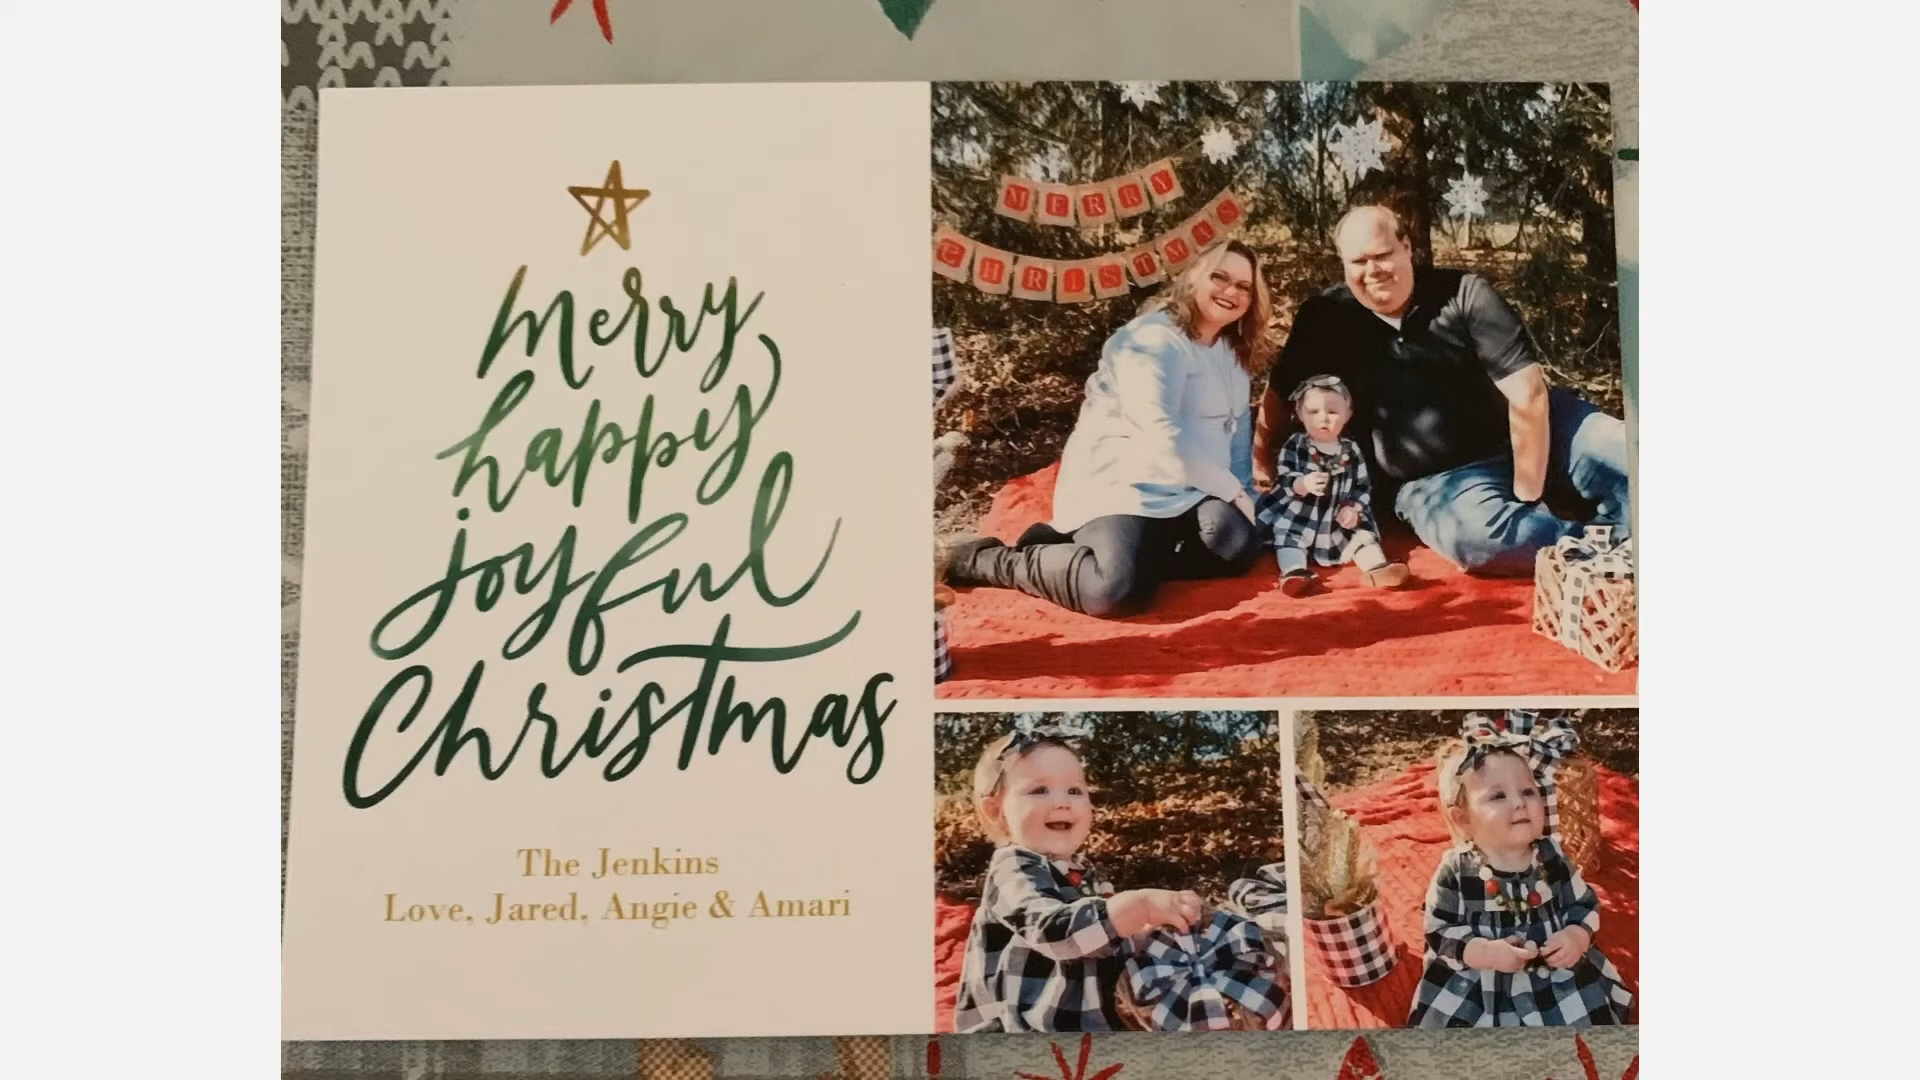 merry
happy
joyful
Christmas
The Jenkins
Love, Jared, Angie & Amari
MERRY
CHRISTMAS